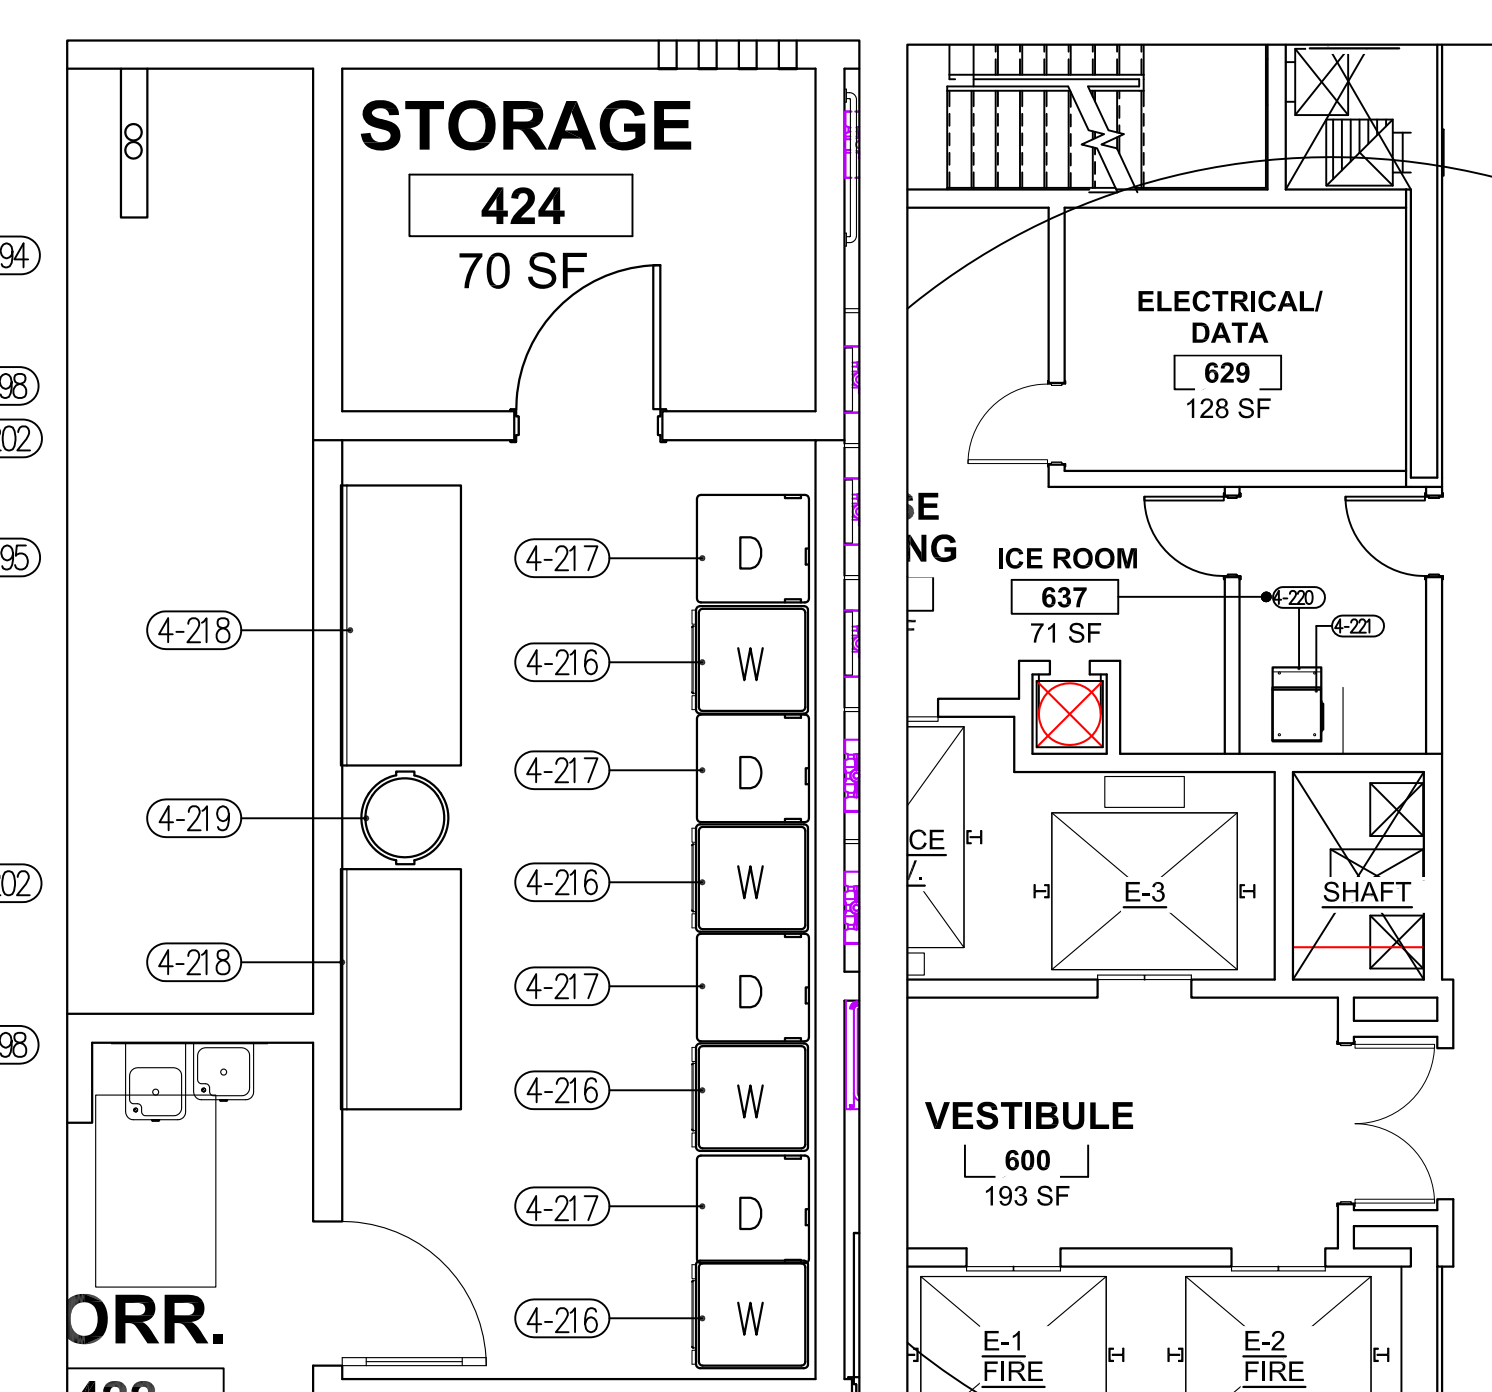 STORAGE
424
70 SF
94
98
02
95
4-218
4-219
02
4-218
98
4-217
D
4-216
W
4-217
D
4-216
W
4-217
D
4-216
W
4-217
D
4-216
W
ORR.
ELECTRICAL/
DATA
629
128 SF
SE
NG
F
ICE ROOM
637
71 SF
4-220
4-221
CE
E-3
SHAFT
VESTIBULE
600
193 SF
E-1
FIRE
E-2
FIRE